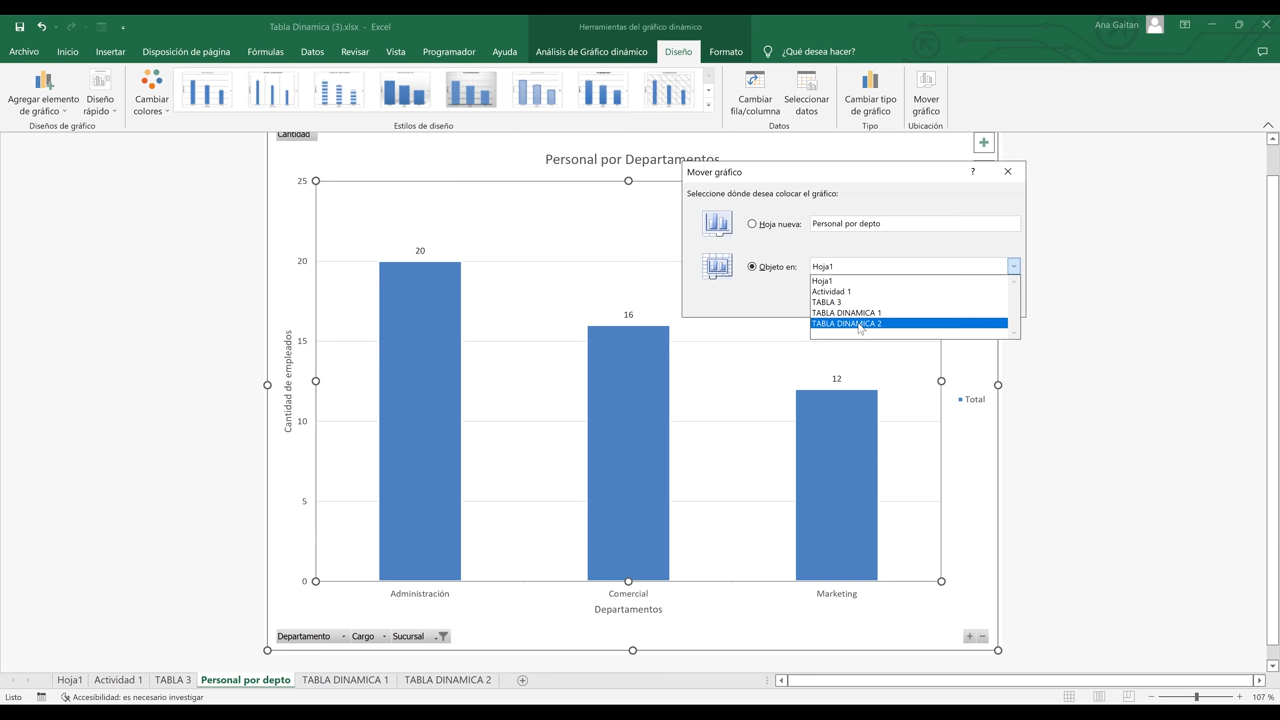 Tabla Dinamica (3).xlsx - Excel
Herramientas del gráfico dinámico
Ana Gaitan
Archivo Inicio Insertar Disposición de página Fórmulas Datos Revisar Vista Programador Ayuda Análisis de Gráfico dinámico Diseño Formato ¿Qué desea hacer?
Agregar elemento de gráfico
Diseño rápido
Cambiar colores
Cambiar fila/columna
Seleccionar datos
Cambiar tipo de gráfico
Mover gráfico
Diseños de gráfico Estilos de diseño Datos Tipo Ubicación
Cantidad
Personal por Departamentos
Mover gráfico ?
Seleccione dónde desea colocar el gráfico:
Hoja nueva: Personal por depto
Objeto en: Hoja1
Hoja1
Actividad 1
TABLA 3
TABLA DINAMICA 1
TABLA DINAMICA 2
25
20
15
10
5
0
Cantidad de empleados
20
16
12
Total
Administración Comercial Marketing
Departamentos
Departamento Cargo Sucursal
Hoja1 Actividad 1 TABLA 3 Personal por depto TABLA DINAMICA 1 TABLA DINAMICA 2
Listo Accesibilidad: es necesario investigar 107 %